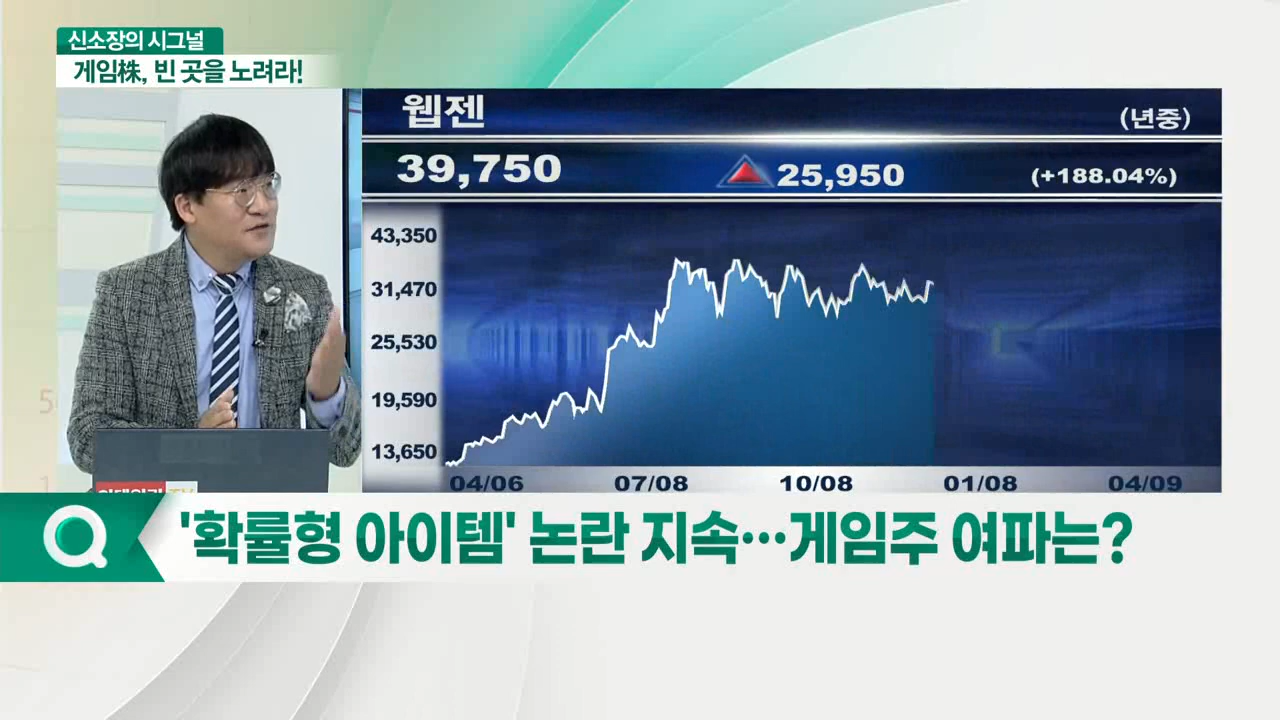 신소장의 시그널
게임株, 빈 곳을 노려라!
웹젠
(년중)
39,750 25,950 (+188.04%)
43,350
31,470
25,530
19,590
13,650
04/06 07/08 10/08 01/08 04/09
'확률형 아이템' 논란 지속…게임주 여파는?